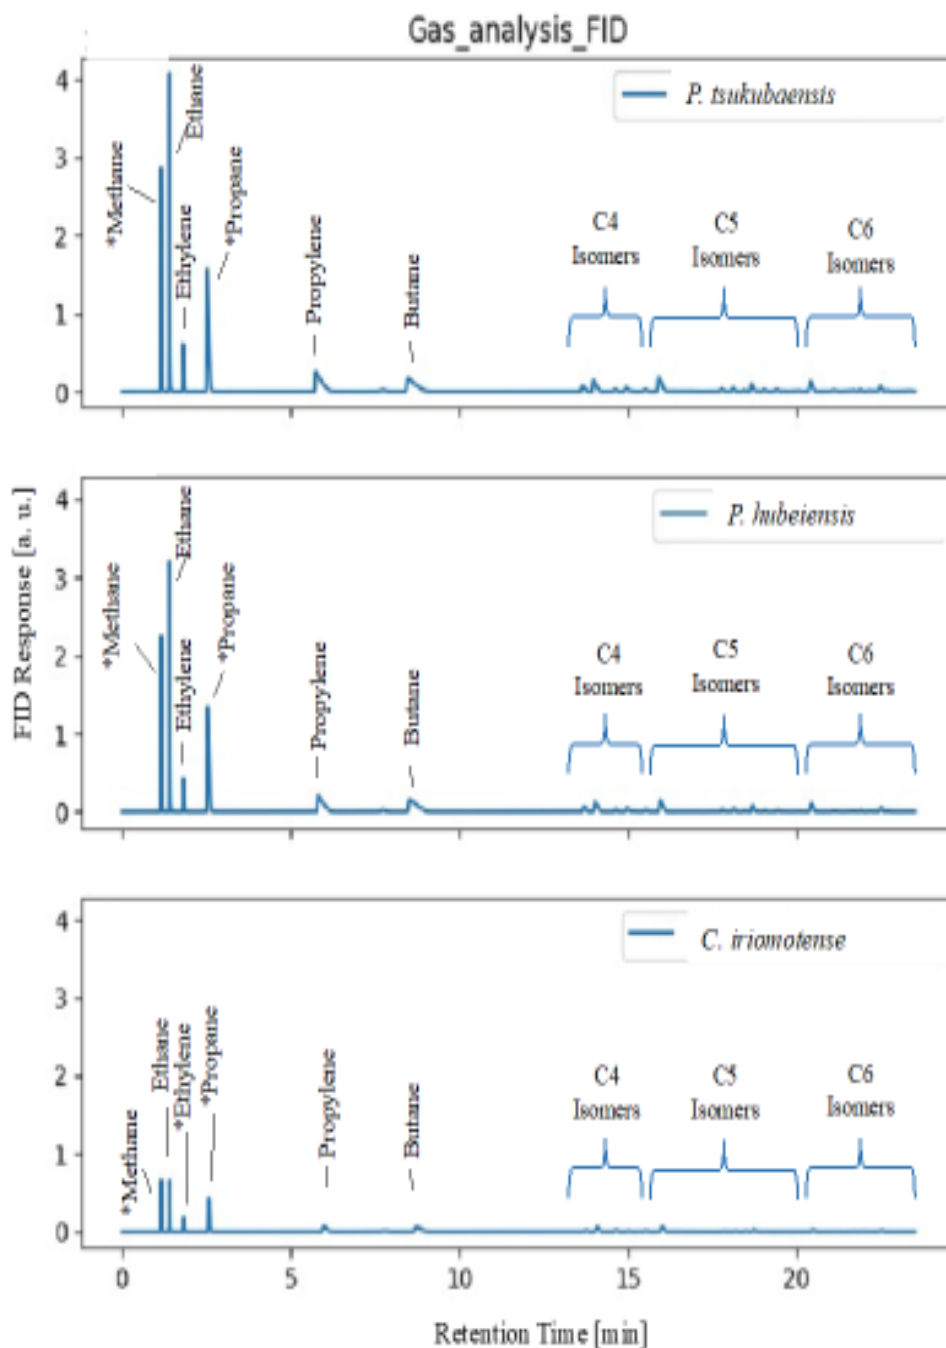 Gas_analysis_FID
4
3
2
1
0
*Methane
Ethane
Ethylene
*Propane
Propylene
Butane
C4
Isomers
C5
Isomers
C6
Isomers
P. tsukubaensis
FID Response [a. u.]
4
3
2
1
0
*Methane
Ethane
Ethylene
*Propane
Propylene
Butane
C4
Isomers
C5
Isomers
C6
Isomers
P. hubeiensis
4
3
2
1
0
*Methane
Ethane
*Ethylene
*Propane
Propylene
Butane
C4
Isomers
C5
Isomers
C6
Isomers
C. iriomotense
0 5 10 15 20
Retention Time [min]